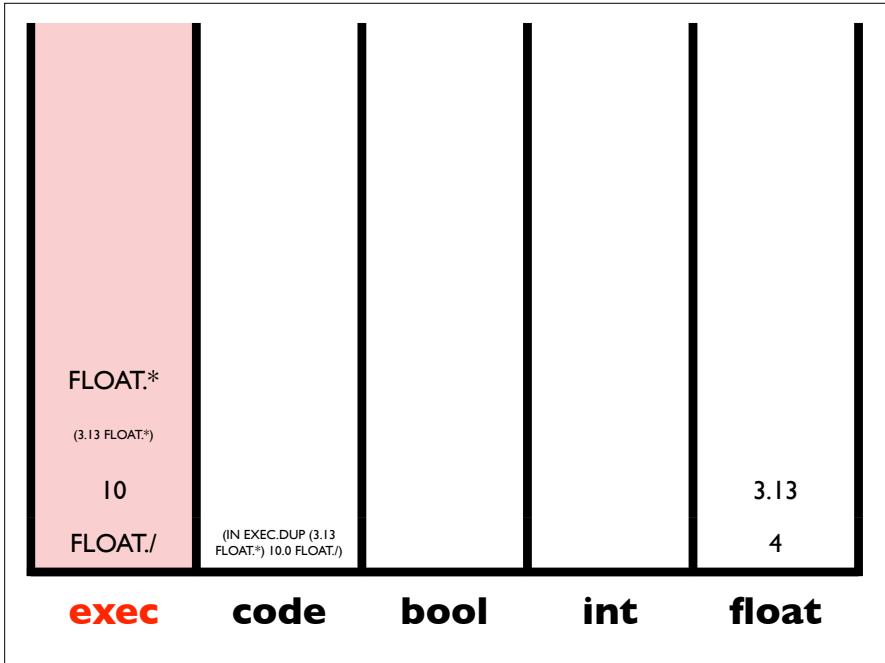 FLOAT.*
(3.13 FLOAT.*)
10
3.13
FLOAT./
(IN EXEC.DUP (3.13
FLOAT.*) 10.0 FLOAT./)
4
exec
code
bool
int
float